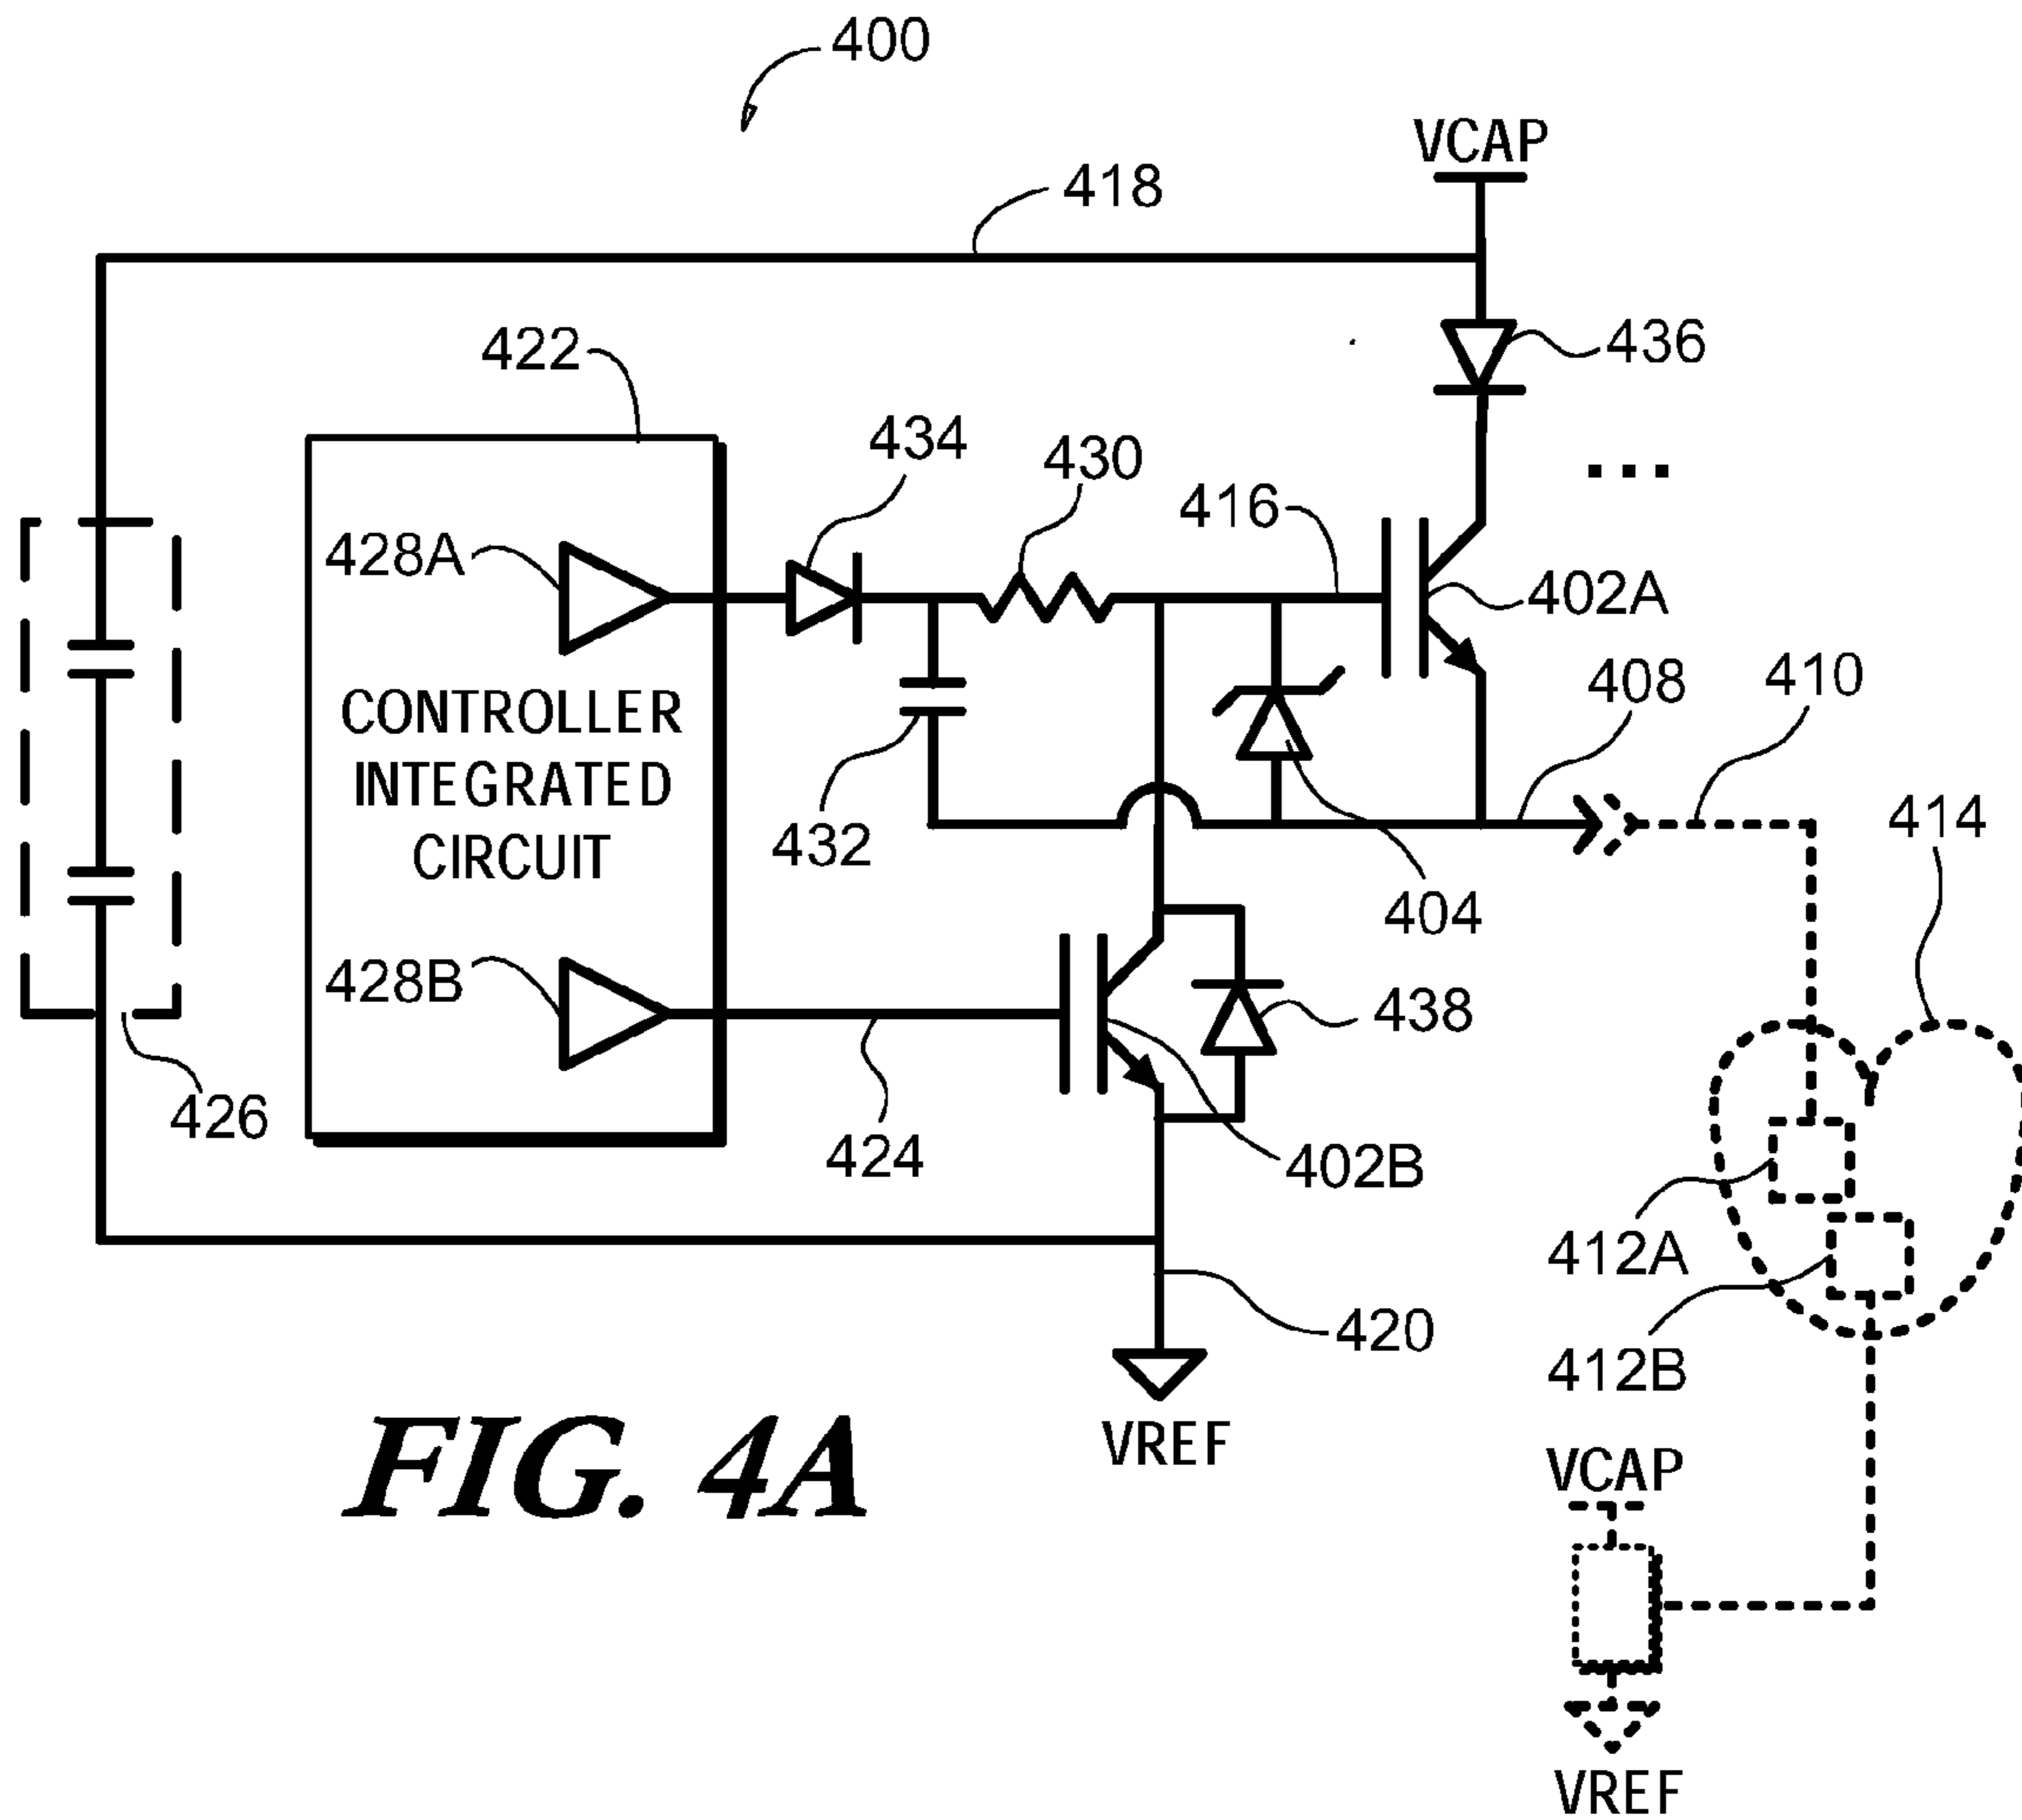 400
VCAP
418
436
422
434
430
...
416
428A
402A
408
410
CONTROLLER
INTEGRATED
CIRCUIT
432
414
404
428B
438
426
424
402B
412A
420
412B
VREF
FIG. 4A
VCAP
VREF